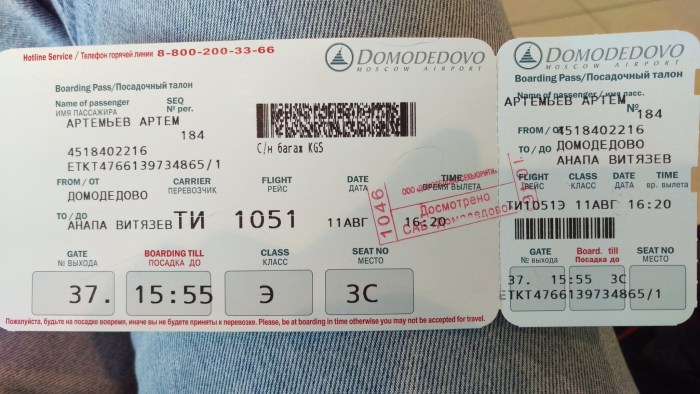 Hotline Service / Телефон горячей линии 8-800-200-33-66
DOMODEDOVO
MOSCOW AIRPORT
Boarding Pass/Посадочный талон
Name of passenger SEQ
ИМЯ ПАССАЖИРА № рег.
АРТЕМЬЕВ АРТЕМ
184
4518402216
ETKT4766139734865/1
С/н багаж KGS
FROM / ОТ CARRIER FLIGHT DATE TIME
ДОМОДЕДОВО ПЕРЕВОЗЧИК РЕЙС ДАТА ВРЕМЯ ВЫЛЕТА
TO / ДО АНАПА ВИТЯЗЕВ ТИ 1051 11АВГ 16:20
1046
Досмотрено
GATE BOARDING TILL CLASS SEAT NO
№ ВЫХОДА ПОСАДКА ДО КЛАСС МЕСТО
37. 15:55 Э 3С
Пожалуйста, будьте на посадке вовремя, иначе вы не будете приняты к перевозке. Please, be at boarding in time otherwise you may not be accepted for travel.
DOMODEDOVO
MOSCOW AIRPORT
Boarding Pass/Посадочный талон
Name of passenger / имя пасс.
АРТЕМЬЕВ АРТЕМ № 184
FROM / ОТ 4518402216
ДОМОДЕДОВО
TO / ДО АНАПА ВИТЯЗЕВ
FLIGHT CLASS DATE TIME
РЕЙС КЛАСС ДАТА вр. вылета
ТИ1051Э 11АВГ 16:20
GATE Board. till SEAT NO
№ ВЫХОДА Посадка до МЕСТО
37. 15:55 3С
ETKT4766139734865/1